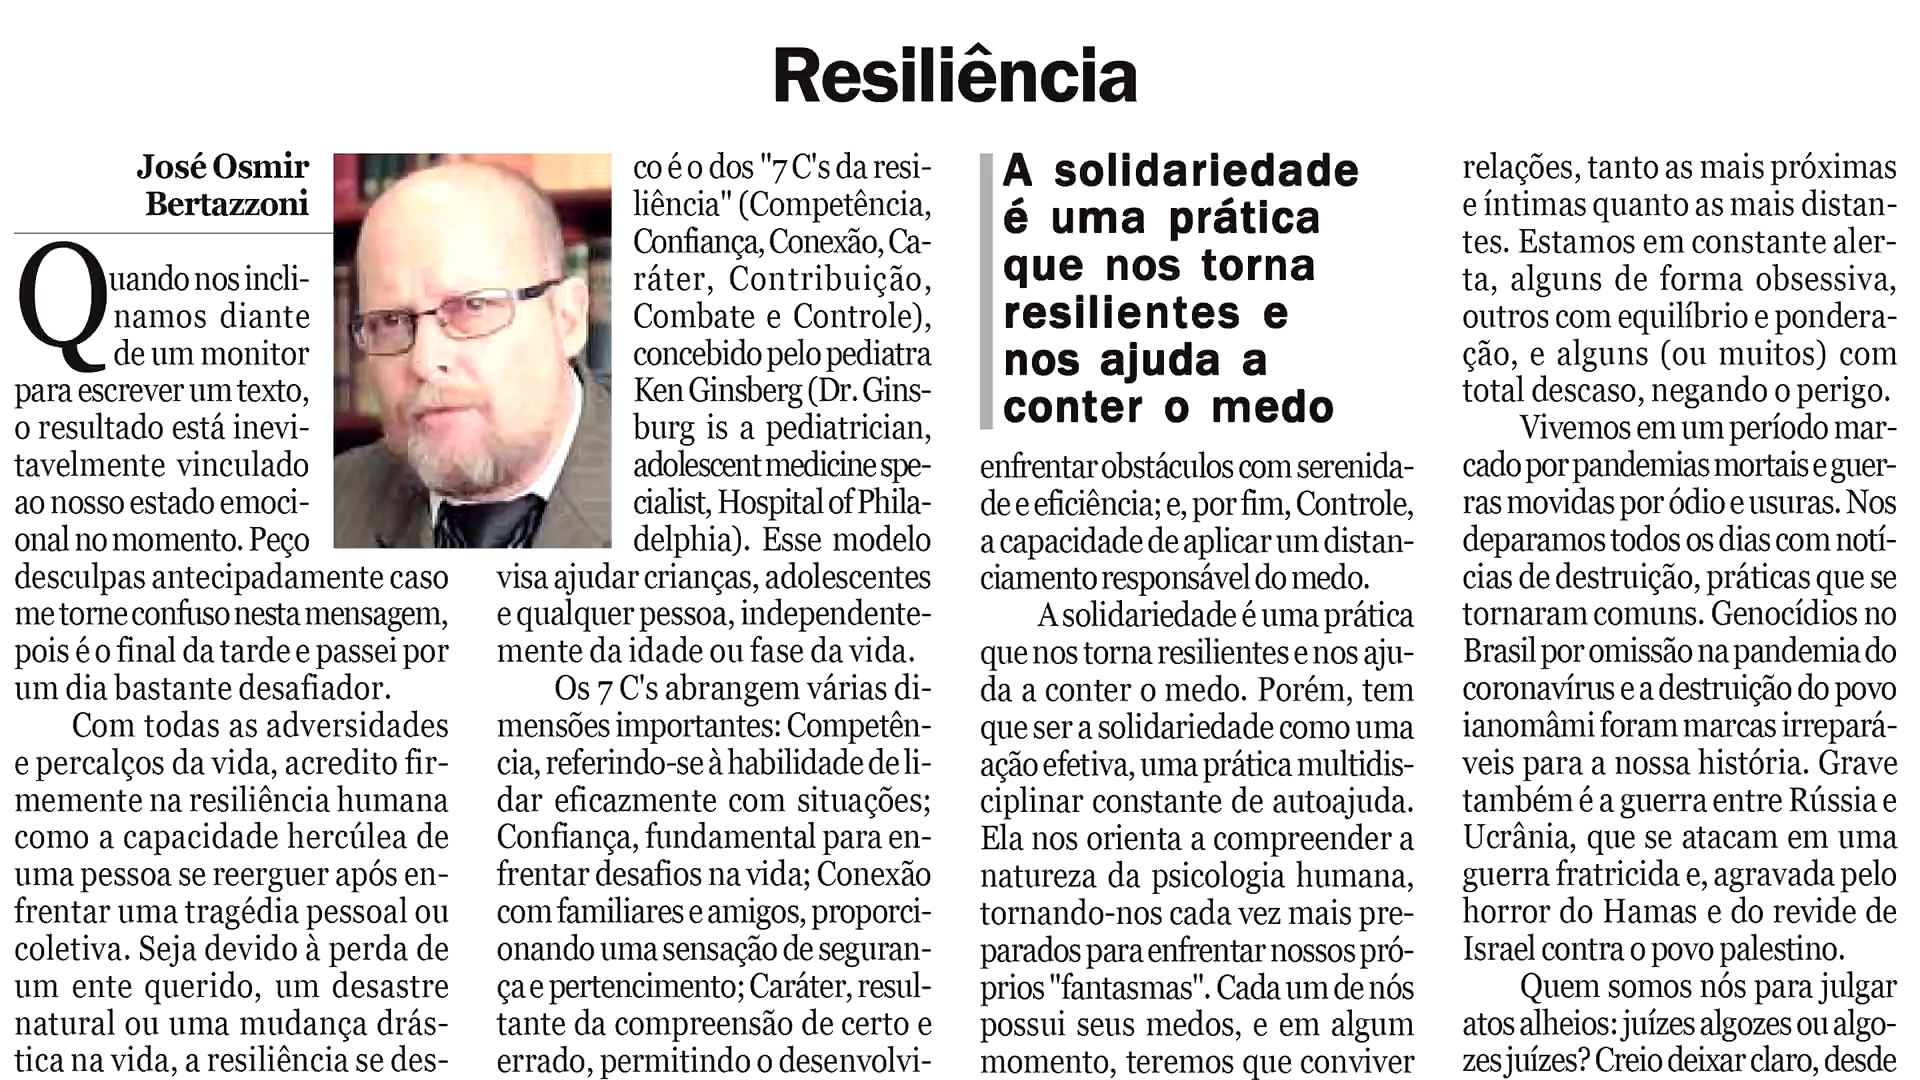 Resiliência
José Osmir
Bertazzoni
Quando nos incli-
namos diante
de um monitor
para escrever um texto,
o resultado está inevi-
tavelmente vinculado
ao nosso estado emoci-
onal no momento. Peço
desculpas antecipadamente caso
me torne confuso nesta mensagem,
pois é o final da tarde e passei por
um dia bastante desafiador.
Com todas as adversidades
e percalços da vida, acredito fir-
memente na resiliência humana
como a capacidade hercúlea de
uma pessoa se reerguer após en-
frentar uma tragédia pessoal ou
coletiva. Seja devido à perda de
um ente querido, um desastre
natural ou uma mudança drás-
tica na vida, a resiliência se des-
co é o dos "7 C's da resi-
liência" (Competência,
Confiança, Conexão, Ca-
ráter, Contribuição,
Combate e Controle),
concebido pelo pediatra
Ken Ginsberg (Dr. Gins-
burg is a pediatrician,
adolescent medicine spe-
cialist, Hospital of Phila-
delphia). Esse modelo
visa ajudar crianças, adolescentes
e qualquer pessoa, independente-
mente da idade ou fase da vida.
Os 7 C's abrangem várias di-
mensões importantes: Competên-
cia, referindo-se à habilidade de li-
dar eficazmente com situações;
Confiança, fundamental para en-
frentar desafios na vida; Conexão
com familiares e amigos, proporci-
onando uma sensação de seguran-
ça e pertencimento; Caráter, resul-
tante da compreensão de certo e
errado, permitindo o desenvolvi-
A solidariedade
é uma prática
que nos torna
resilientes e
nos ajuda a
conter o medo
enfrentar obstáculos com serenida-
de e eficiência; e, por fim, Controle,
a capacidade de aplicar um distan-
ciamento responsável do medo.
A solidariedade é uma prática
que nos torna resilientes e nos aju-
da a conter o medo. Porém, tem
que ser a solidariedade como uma
ação efetiva, uma prática multidis-
ciplinar constante de autoajuda.
Ela nos orienta a compreender a
natureza da psicologia humana,
tornando-nos cada vez mais pre-
parados para enfrentar nossos pró-
prios "fantasmas". Cada um de nós
possui seus medos, e em algum
momento, teremos que conviver
relações, tanto as mais próximas
e íntimas quanto as mais distan-
tes. Estamos em constante aler-
ta, alguns de forma obsessiva,
outros com equilíbrio e pondera-
ção, e alguns (ou muitos) com
total descaso, negando o perigo.
Vivemos em um período mar-
cado por pandemias mortais e guer-
ras movidas por ódio e usuras. Nos
deparamos todos os dias com notí-
cias de destruição, práticas que se
tornaram comuns. Genocídios no
Brasil por omissão na pandemia do
coronavírus e a destruição do povo
ianomâmi foram marcas irrepará-
veis para a nossa história. Grave
também é a guerra entre Rússia e
Ucrânia, que se atacam em uma
guerra fratricida e, agravada pelo
horror do Hamas e do revide de
Israel contra o povo palestino.
Quem somos nós para julgar
atos alheios: juízes algozes ou algo-
zes juízes? Creio deixar claro, desde